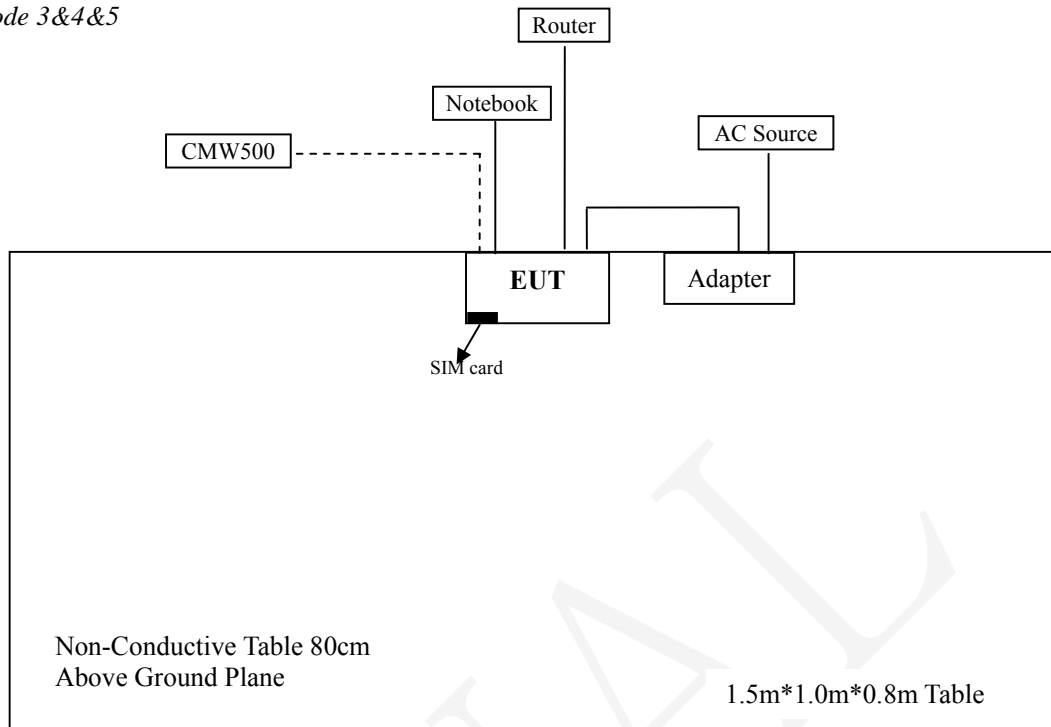 ode 3&4&5
Router
Notebook
AC Source
CMW500
EUT
Adapter
SIM card
Non-Conductive Table 80cm
Above Ground Plane
1.5m*1.0m*0.8m Table